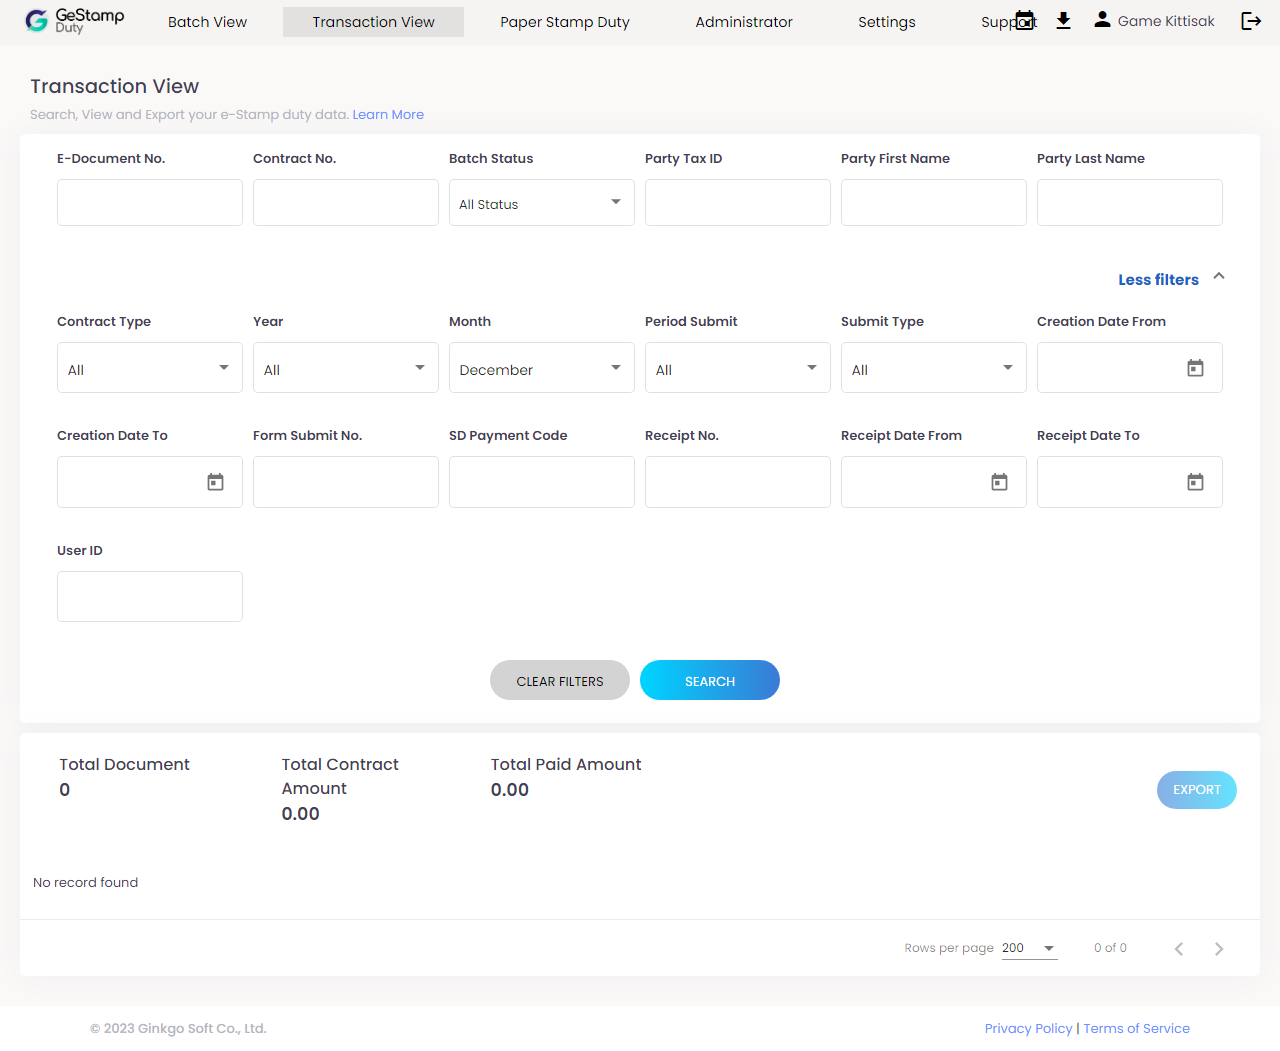 GeStamp Duty
Batch View
Transaction View
Paper Stamp Duty
Administrator
Settings
Support
Game Kittisak
Transaction View
Search, View and Export your e-Stamp duty data. Learn More
E-Document No.
Contract No.
Batch Status
Party Tax ID
Party First Name
Party Last Name
All Status
Less filters
Contract Type
Year
Month
Period Submit
Submit Type
Creation Date From
All
All
December
All
All
Creation Date To
Form Submit No.
SD Payment Code
Receipt No.
Receipt Date From
Receipt Date To
User ID
CLEAR FILTERS
SEARCH
Total Document
0
Total Contract
Amount
0.00
Total Paid Amount
0.00
EXPORT
No record found
Rows per page 200
0 of 0
© 2023 Ginkgo Soft Co., Ltd.
Privacy Policy | Terms of Service